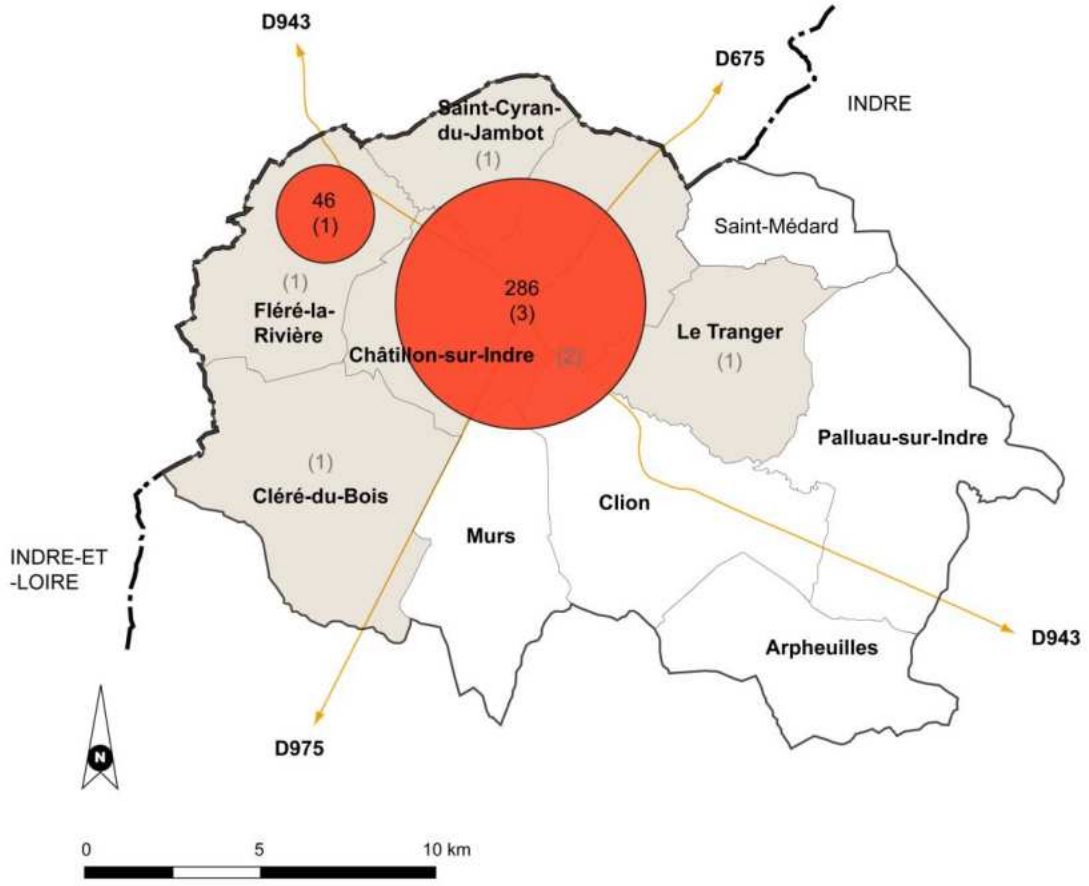 D943
D675
INDRE
Saint-Cyran-
du-Jambot
(1)
46
(1)
Saint-Médard
286
(3)
(1)
Fléré-la-
Rivière
Le Tranger
(1)
Châtillon-sur-Indre
(2)
Palluau-sur-Indre
(1)
Cléré-du-Bois
Clion
Murs
INDRE-ET
-LOIRE
D943
Arpheuilles
D975
N
0
5
10 km